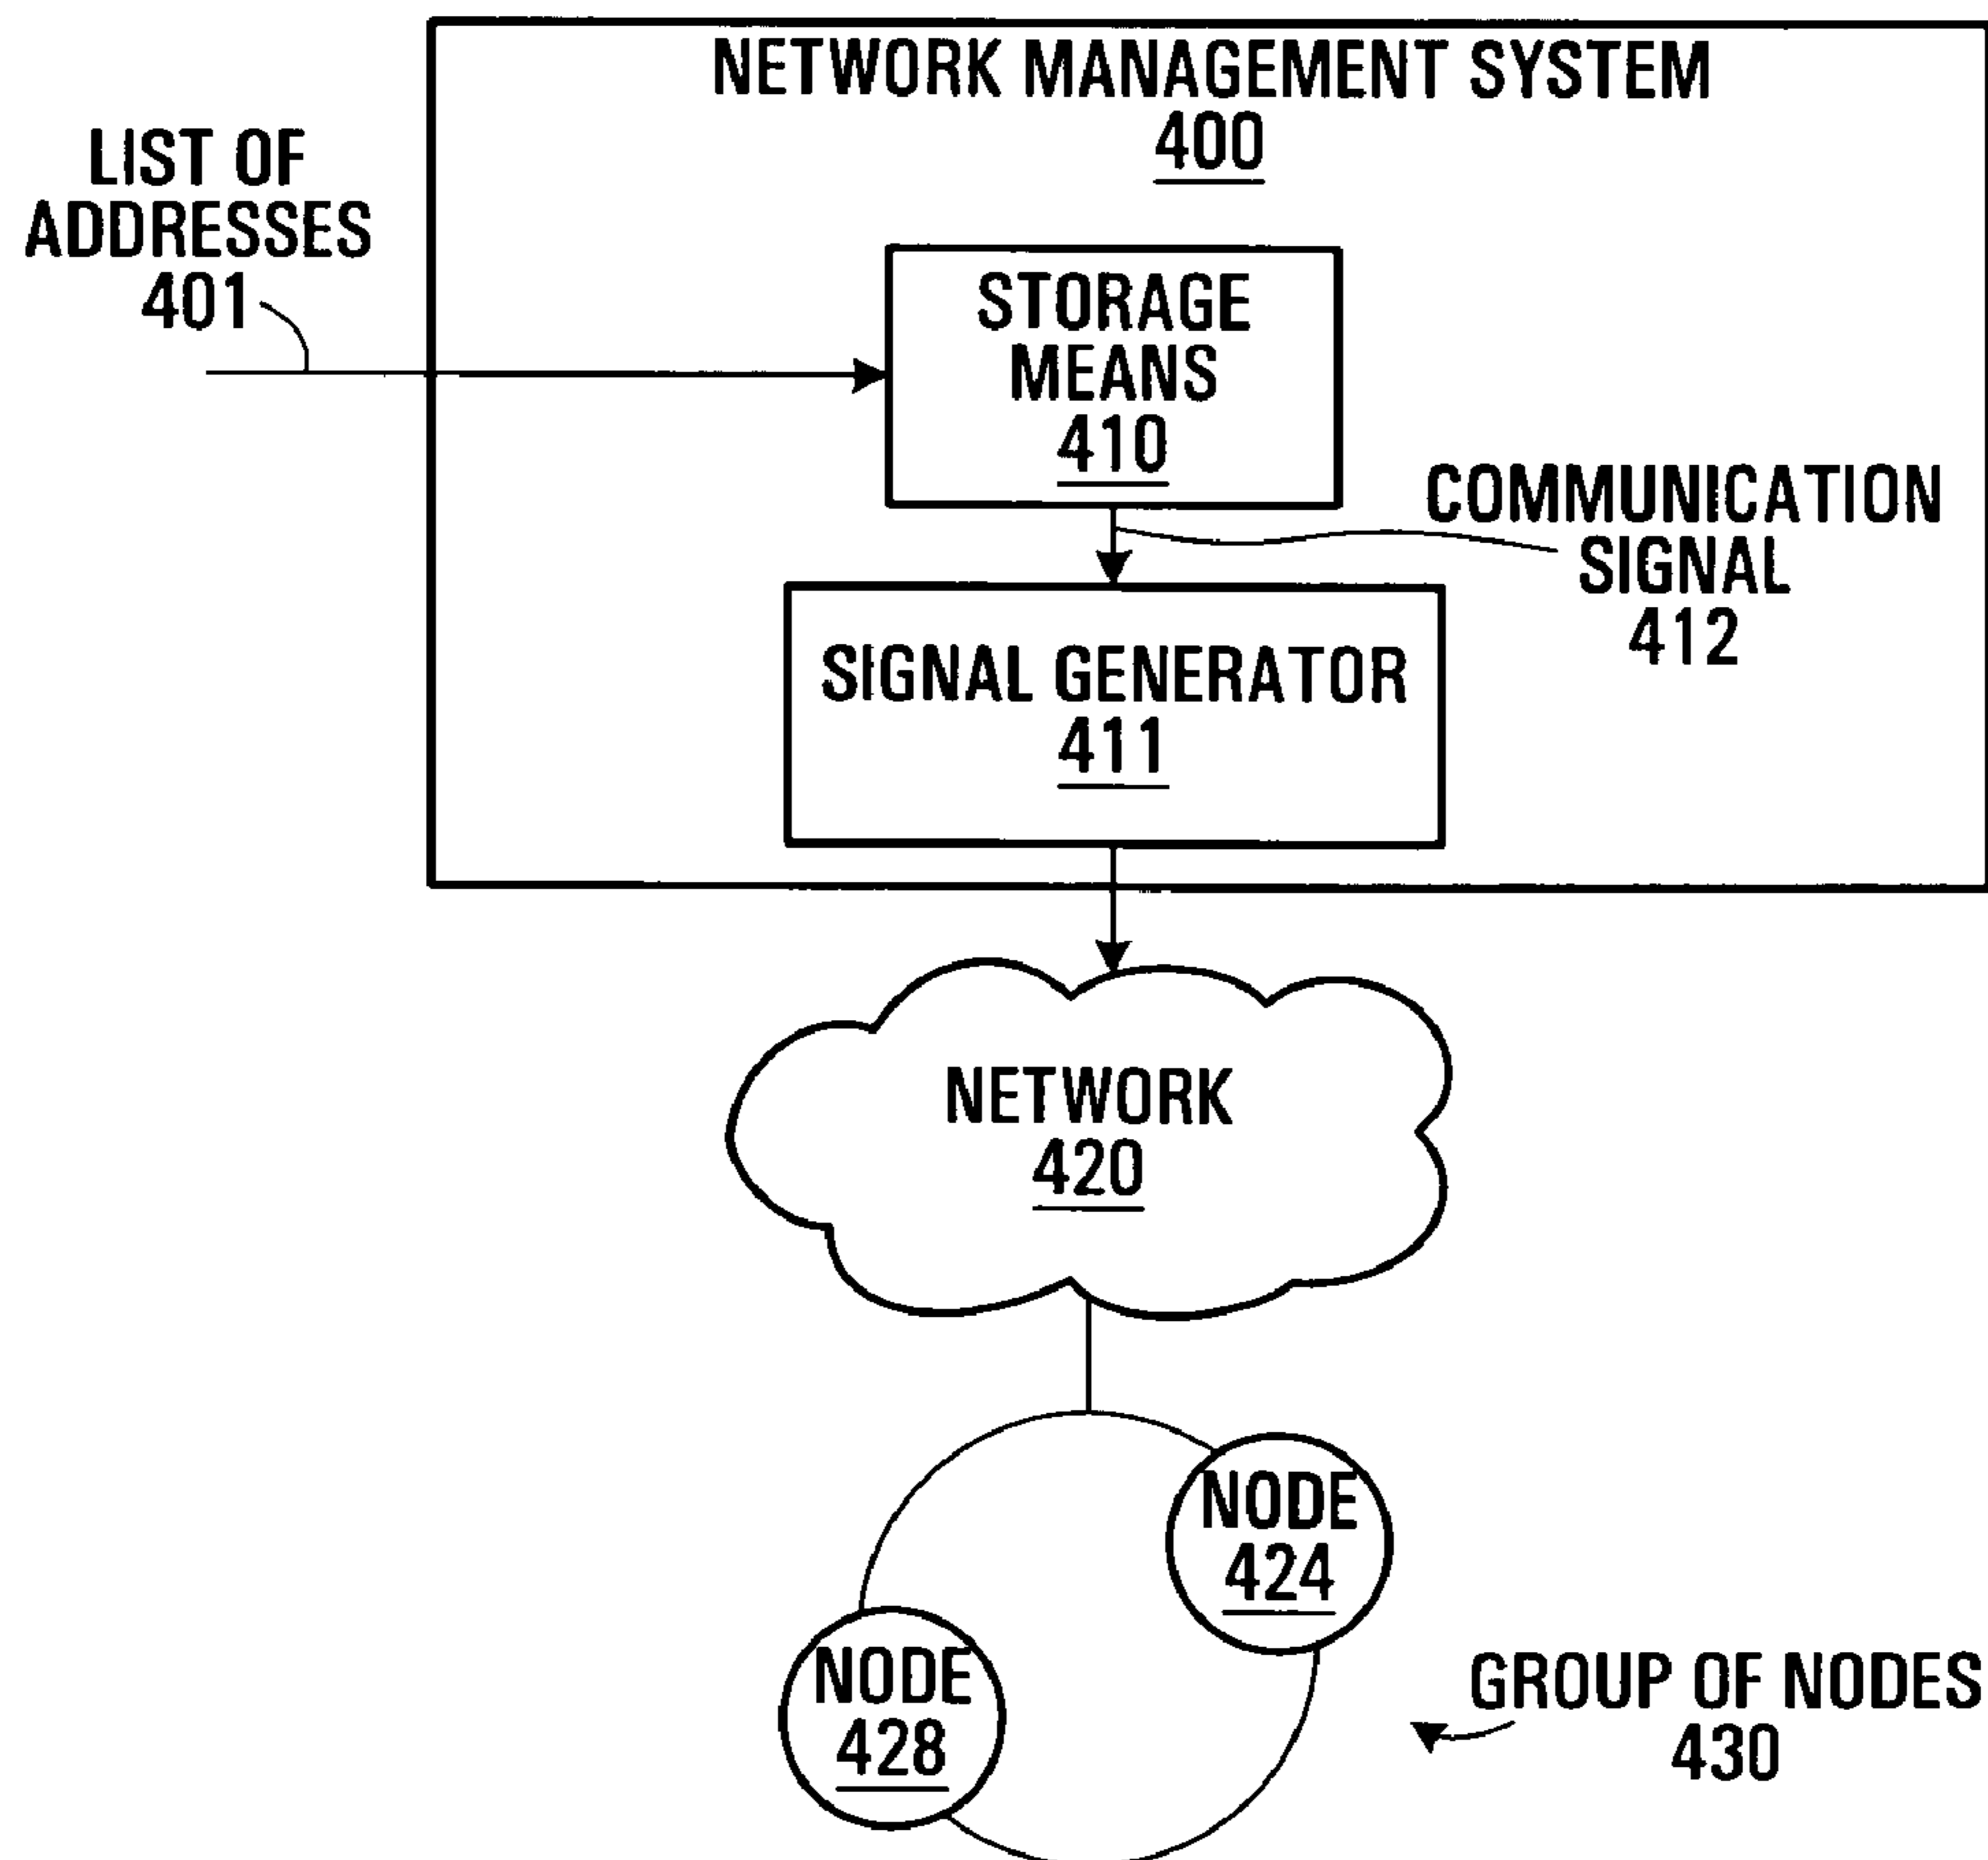 NETWORK MANAGEMENT SYSTEM
400
LIST OF
ADDRESSES
401
STORAGE
MEANS
410
COMMUNICATION
SIGNAL
412
SIGNAL GENERATOR
411
NETWORK
420
NODE
424
NODE
428
GROUP OF NODES
430